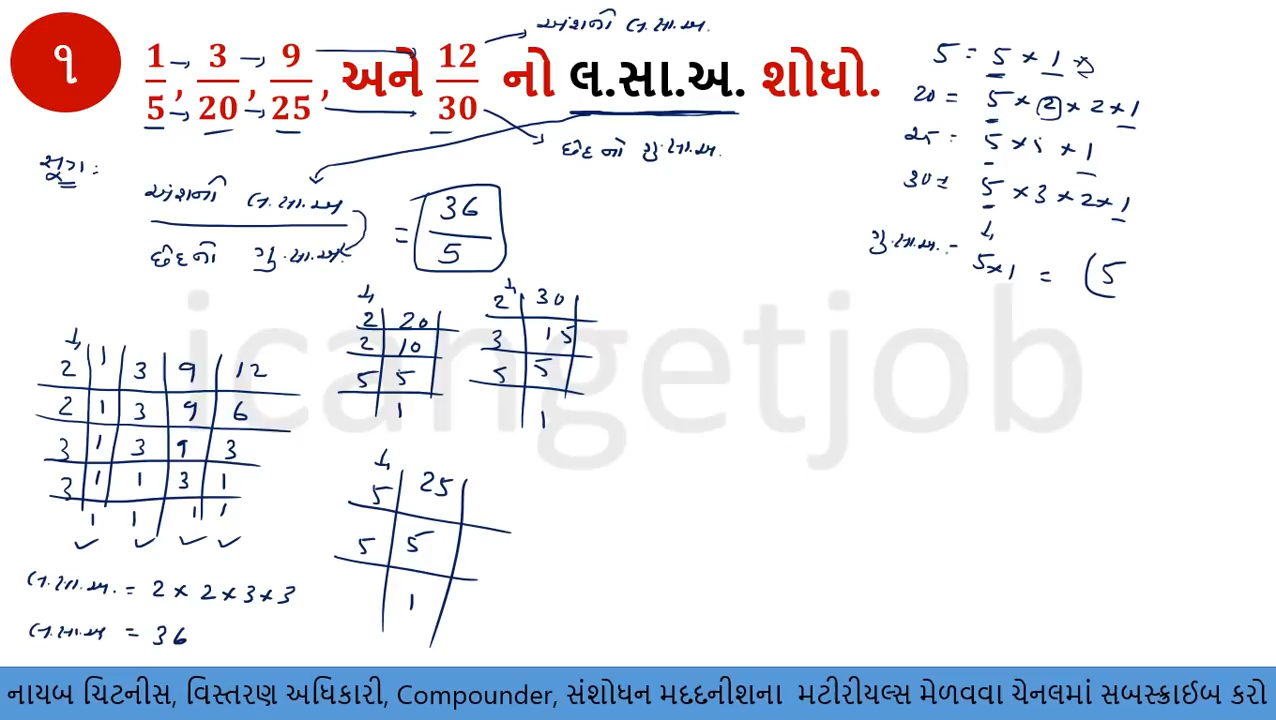 ૧
1/5, 3/20, 9/25, અને 12/30 નો લ.સા.અ. શોધો.
અંશનો લ.સા.અ.
છેદનો ગુ.સા.અ.
સૂત્ર :
અંશનો લ.સા.અ / છેદનો ગુ.સા.અ. = 36/5
5 = 5 × 1
20 = 5 × 2 × 2 × 1
25 = 5 × 5 × 1
30 = 5 × 3 × 2 × 1
ગુ.સા.અ. = 5×1 = 5
2 | 1 | 3 | 9 | 12
2 | 1 | 3 | 9 | 6
3 | 1 | 3 | 9 | 3
3 | 1 | 1 | 3 | 1
1 | 1 | 1 | 1
લ.સા.અ. = 2 × 2 × 3 × 3
લ.સા.અ = 36
2 | 20
2 | 10
5 | 5
1
2 | 30
3 | 15
5 | 5
1
5 | 25
5 | 5
1
icangetjob
નાયબ ચિટનીસ, વિસ્તરણ અધિકારી, Compounder, સંશોધન મદદનીશના મટીરીયલ્સ મેળવવા ચેનલમાં સબસ્ક્રાઈબ કરો